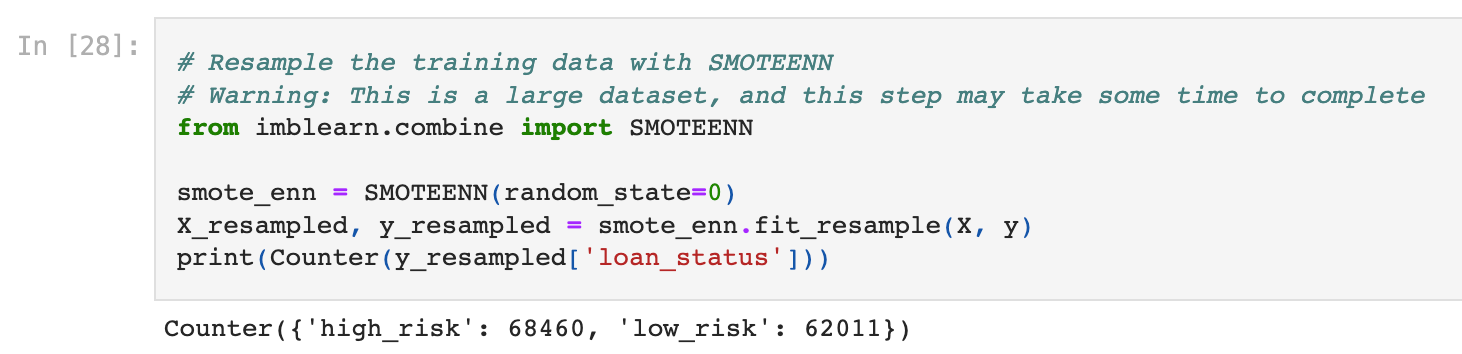 In [28]:
# Resample the training data with SMOTEENN
# Warning: This is a large dataset, and this step may take some time to complete
from imblearn.combine import SMOTEENN
smote_enn = SMOTEENN(random_state=0)
X_resampled, y_resampled = smote_enn.fit_resample(X, y)
print(Counter(y_resampled['loan_status']))
Counter({'high_risk': 68460, 'low_risk': 62011})